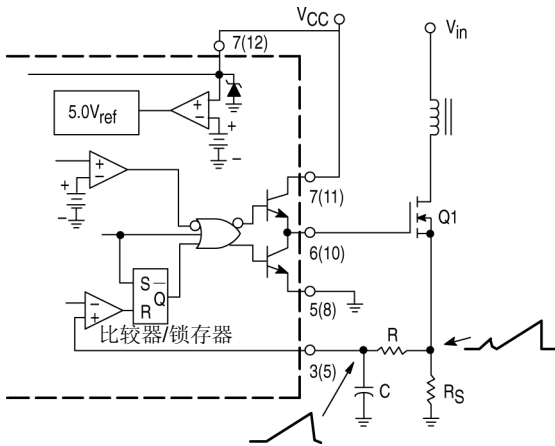 VCC
Vin
7(12)
5.0Vref
+
−
+
−
+
−
+
−
7(11)
Q1
6(10)
S
Q
R
−
+
5(8)
比较器/锁存器
R
3(5)
C
RS